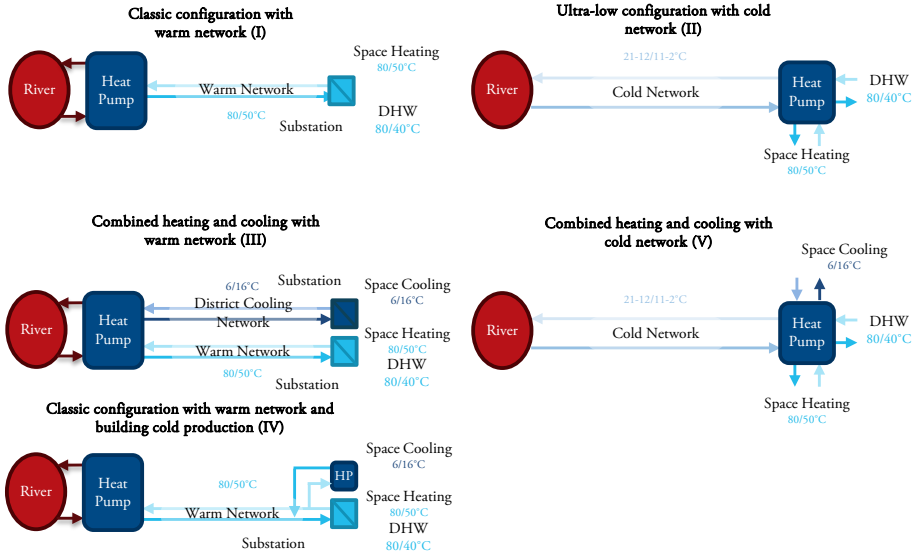 Classic configuration with
warm network (I)
River
Heat
Pump
Warm Network
80/50°C
Substation
Space Heating
80/50°C
DHW
80/40°C
Ultra-low configuration with cold
network (II)
River
21-12/11-2°C
Cold Network
Heat
Pump
DHW
80/40°C
Space Heating
80/50°C
Combined heating and cooling with
warm network (III)
River
Heat
Pump
6/16°C
District Cooling
Network
Substation
Space Cooling
6/16°C
Warm Network
80/50°C
Substation
Space Heating
80/50°C
DHW
80/40°C
Combined heating and cooling with
cold network (V)
River
21-12/11-2°C
Cold Network
Space Cooling
6/16°C
Heat
Pump
DHW
80/40°C
Space Heating
80/50°C
Classic configuration with warm network and
building cold production (IV)
River
Heat
Pump
80/50°C
Warm Network
Substation
HP
Space Cooling
6/16°C
Space Heating
80/50°C
DHW
80/40°C